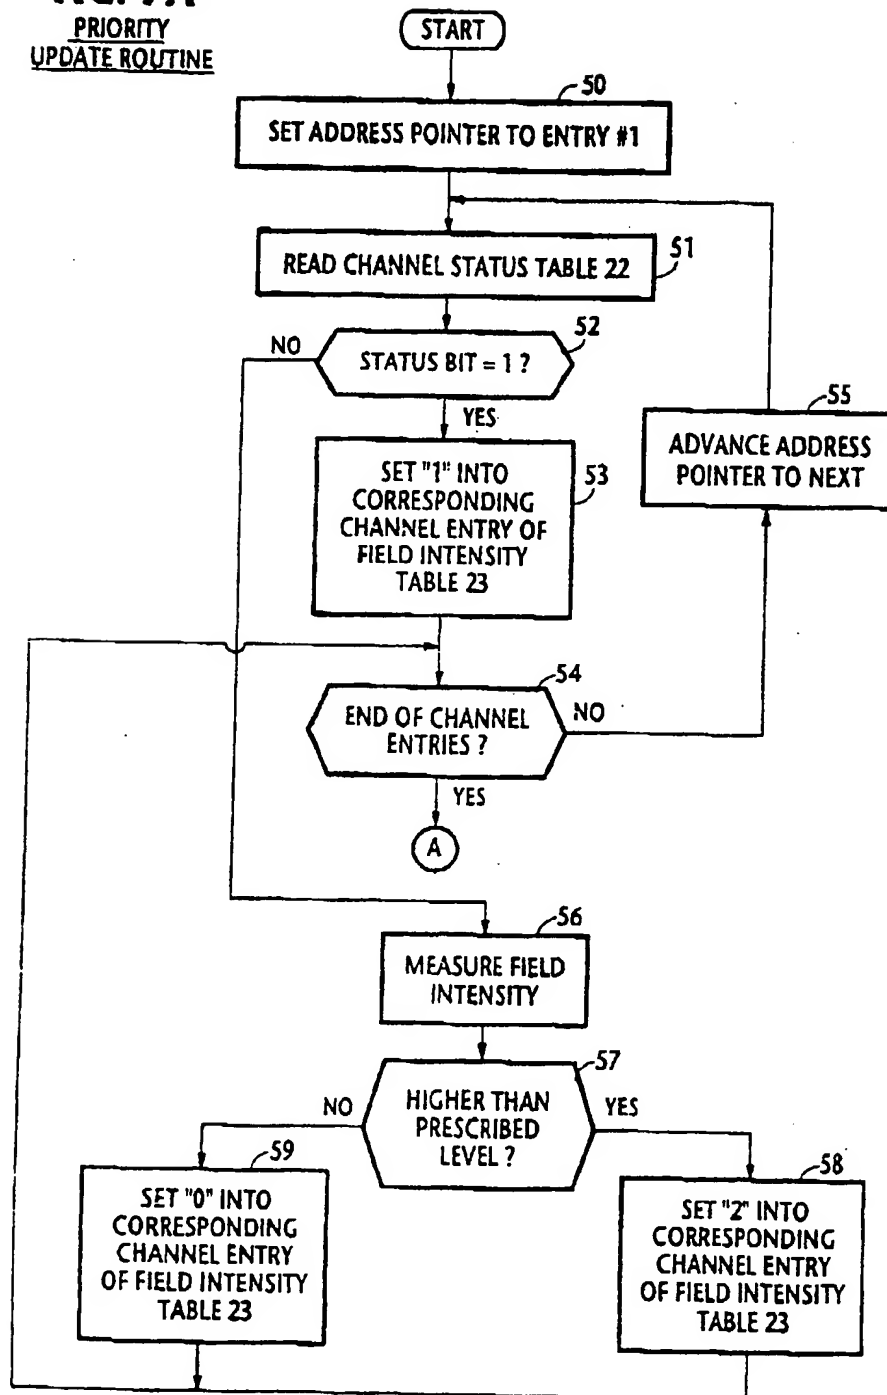 PRIORITY
UPDATE ROUTINE
START
50
SET ADDRESS POINTER TO ENTRY #1
READ CHANNEL STATUS TABLE 22
51
52
NO
STATUS BIT = 1 ?
YES
55
ADVANCE ADDRESS
POINTER TO NEXT
SET "1" INTO
CORRESPONDING
CHANNEL ENTRY OF
FIELD INTENSITY
TABLE 23
53
54
END OF CHANNEL
ENTRIES ?
NO
YES
A
56
MEASURE FIELD
INTENSITY
57
HIGHER THAN
PRESCRIBED
LEVEL ?
NO
YES
59
SET "0" INTO
CORRESPONDING
CHANNEL ENTRY
OF FIELD INTENSITY
TABLE 23
58
SET "2" INTO
CORRESPONDING
CHANNEL ENTRY
OF FIELD INTENSITY
TABLE 23